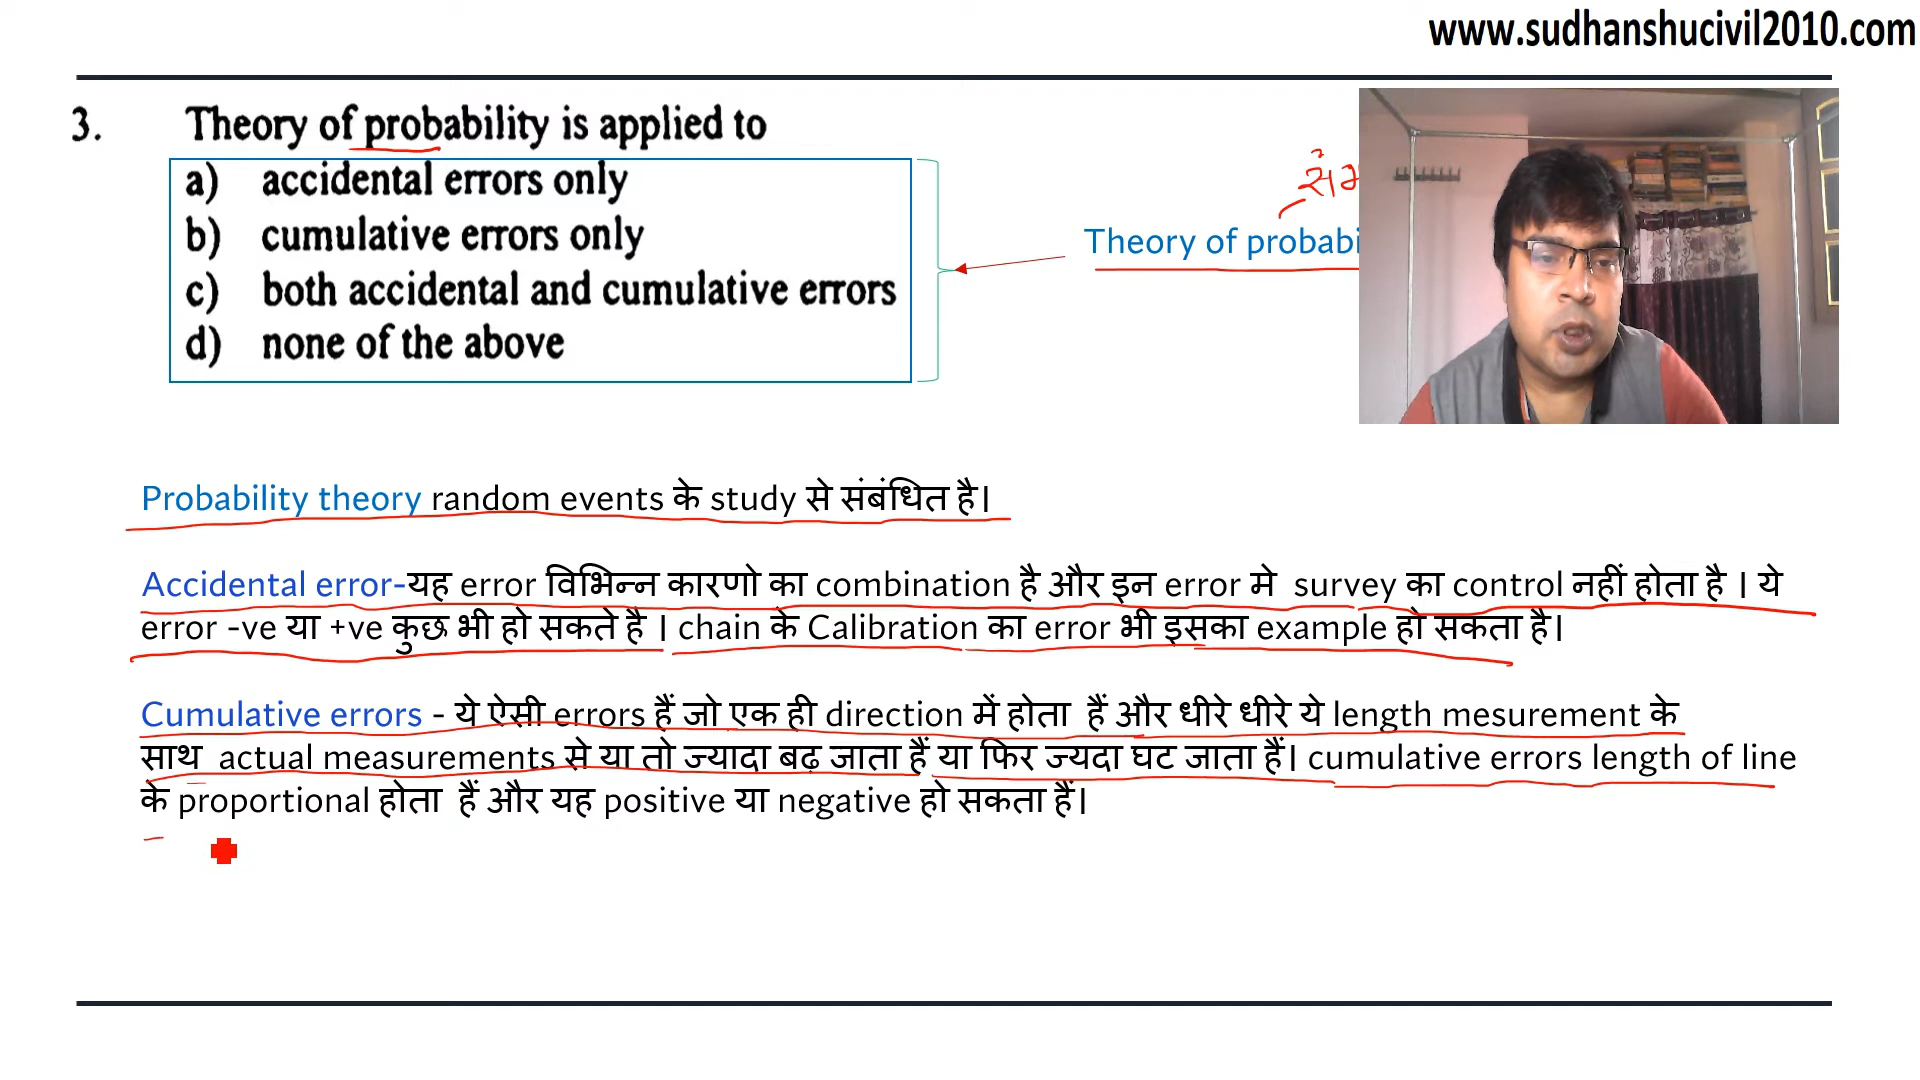 www.sudhanshucivil2010.com
3. Theory of probability is applied to
a) accidental errors only
b) cumulative errors only
c) both accidental and cumulative errors
d) none of the above
Theory of
Probability theory random events के study से संबंधित है।
Accidental error-यह error विभिन्न कारणो का combination है और इन error मे survey का control नहीं होता है । ये
error -ve या +ve कुछ भी हो सकते है । chain के Calibration का error भी इसका example हो सकता है।
Cumulative errors - ये ऐसी errors हैं जो एक ही direction में होता हैं और धीरे धीरे ये length mesurement के
साथ actual measurements से या तो ज्यादा बढ़ जाता हैं या फिर ज्यदा घट जाता हैं। cumulative errors length of line
के proportional होता हैं और यह positive या negative हो सकता हैं।